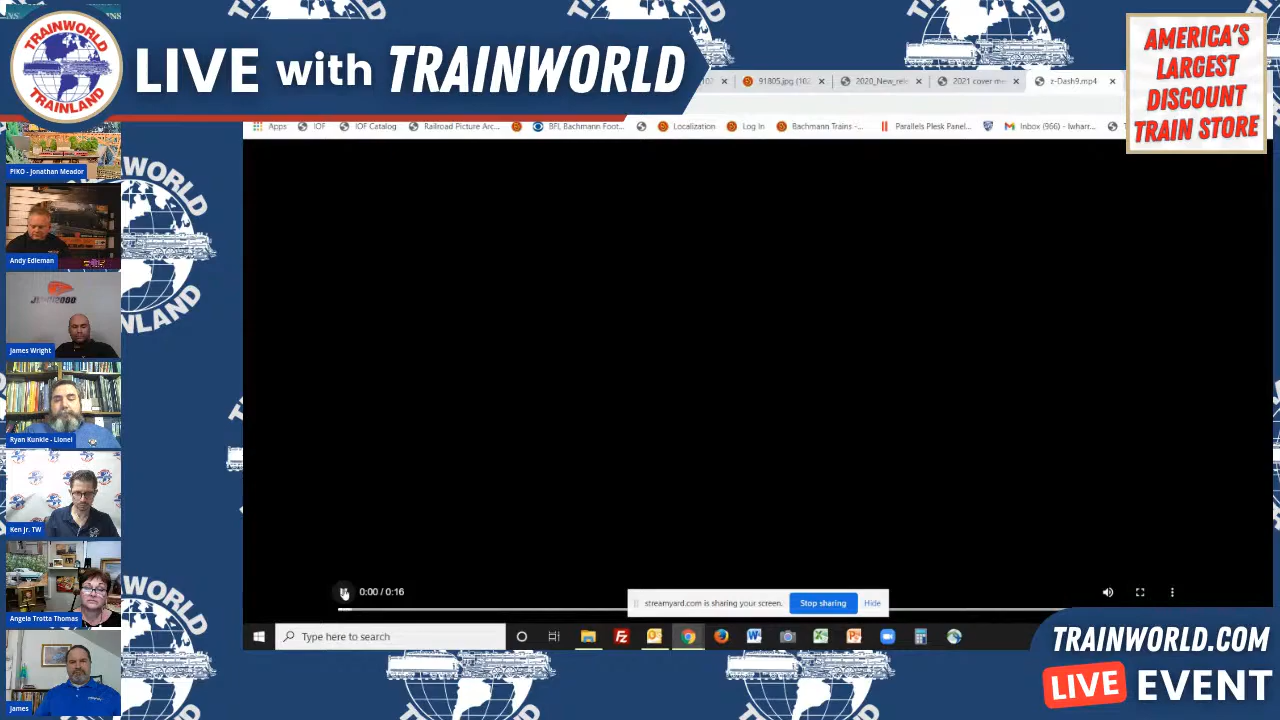 TRAINWORLD
TRAINLAND
LIVE with TRAINWORLD
AMERICA'S
LARGEST
DISCOUNT
TRAIN STORE
91805.jpg (102
2020_New_rele
2021 cover me
z-Dash9.mp4
Apps
IOF
IOF Catalog
Railroad Picture Arc...
BFL Bachmann Foot...
Localization
Log In
Bachmann Trains -...
Parallels Plesk Panel...
Inbox (966) - lwharr...
PIKO - Jonathan Meador
Andy Edleman
James Wright
Ryan Kunkle - Lionel
Ken Jr. TW
Angela Trotta Thomas
James
0:00 / 0:16
streamyard.com is sharing your screen.
Stop sharing
Hide
Type here to search
TRAINWORLD.COM
LIVE EVENT